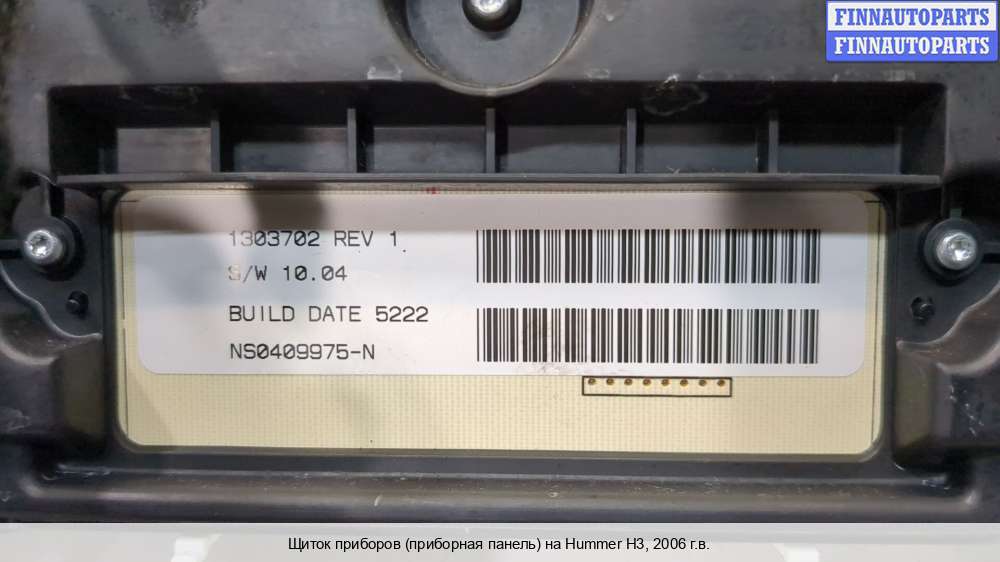 FINNAUTOPARTS
FINNAUTOPARTS
1303702 REV 1
S/W 10.04
BUILD DATE 5222
NS0409975-N
Щиток приборов (приборная панель) на Hummer H3, 2006 г.в.